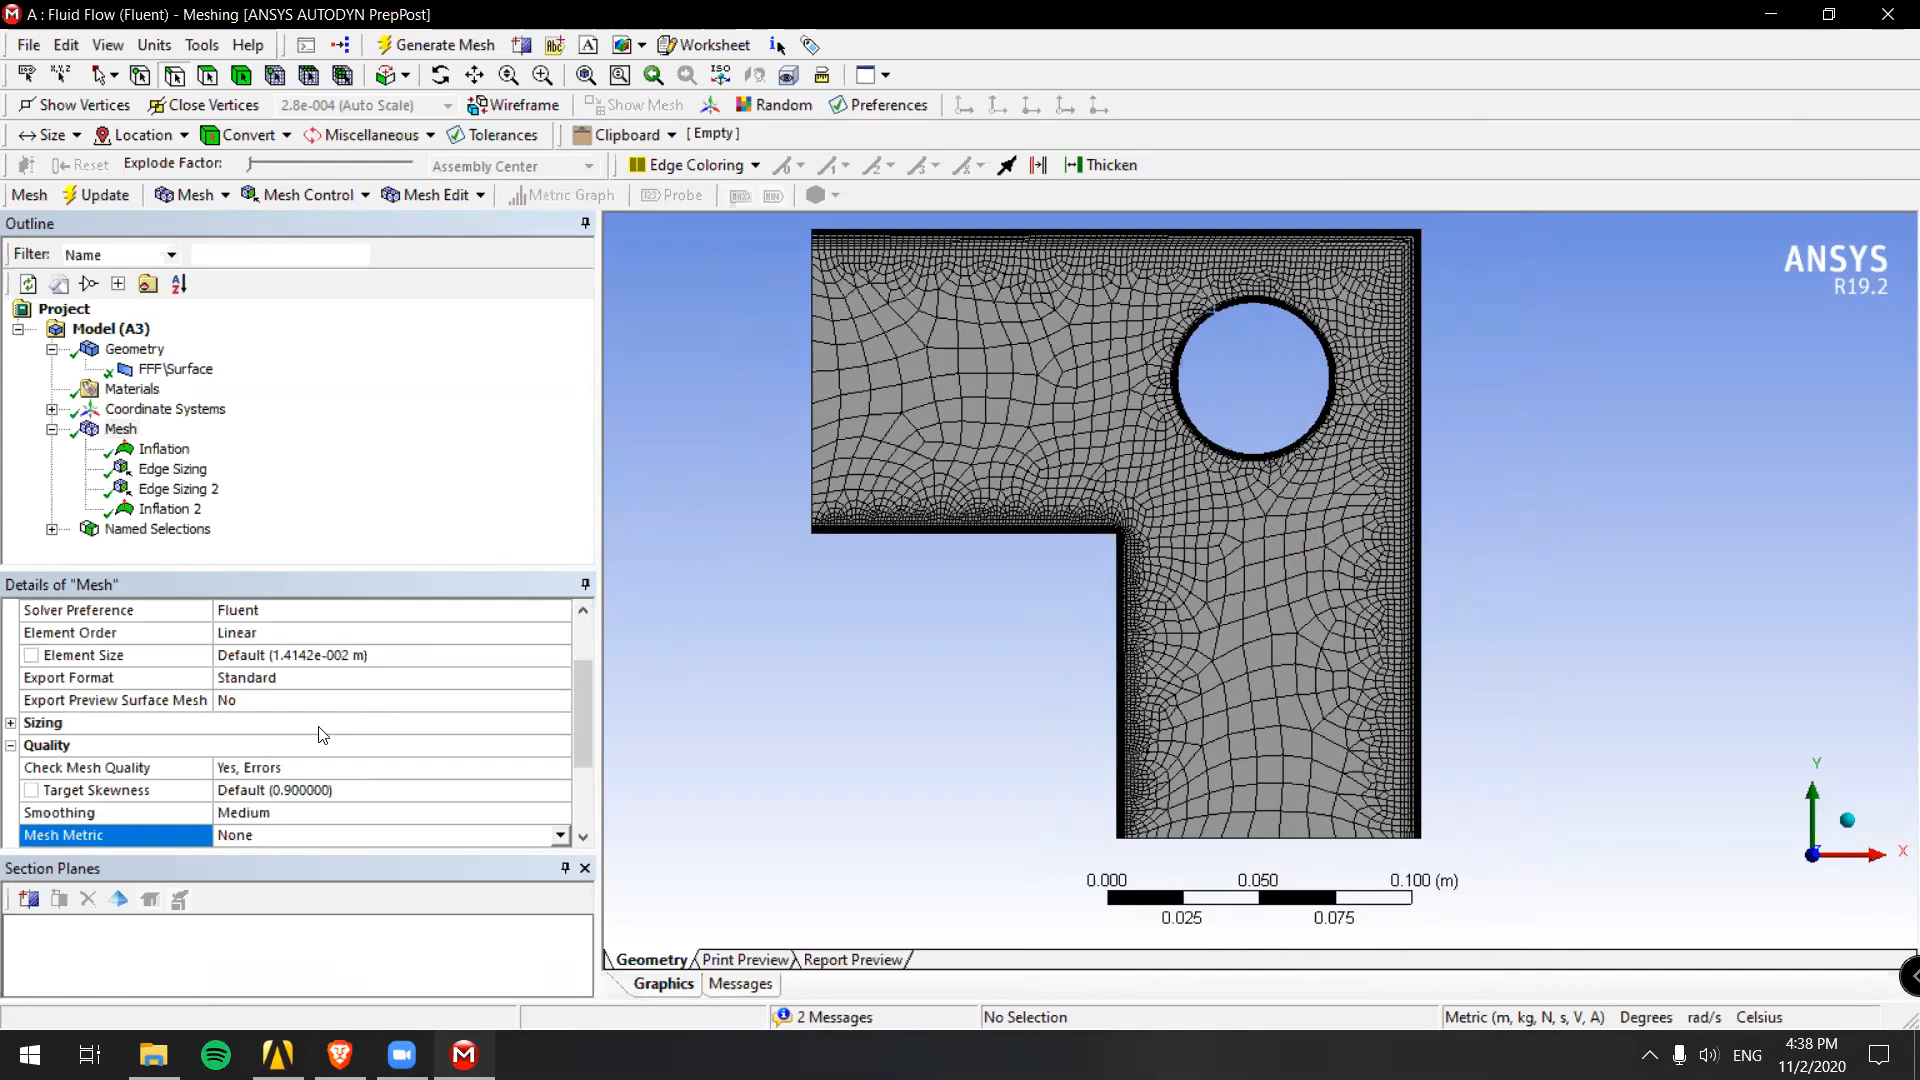 A : Fluid Flow (Fluent) - Meshing [ANSYS AUTODYN PrepPost]
File Edit View Units Tools Help Generate Mesh Worksheet
ISO
Show Vertices Close Vertices 2.8e-004 (Auto Scale) Wireframe Show Mesh Random Preferences
Size Location Convert Miscellaneous Tolerances Clipboard [ Empty ]
Reset Explode Factor: Assembly Center Edge Coloring Thicken
Mesh Update Mesh Mesh Control Mesh Edit Metric Graph Probe MAX MIN
Outline
Filter: Name
Project
Model (A3)
Geometry
FFF\Surface
Materials
Coordinate Systems
Mesh
Inflation
Edge Sizing
Edge Sizing 2
Inflation 2
Named Selections
Details of "Mesh"
Solver Preference Fluent
Element Order Linear
Element Size Default (1.4142e-002 m)
Export Format Standard
Export Preview Surface Mesh No
Sizing
Quality
Check Mesh Quality Yes, Errors
Target Skewness Default (0.900000)
Smoothing Medium
Mesh Metric None
Section Planes
ANSYS
R19.2
Y
X
0.000 0.050 0.100 (m)
0.025 0.075
Geometry Print Preview Report Preview
Graphics Messages
2 Messages No Selection Metric (m, kg, N, s, V, A) Degrees rad/s Celsius
ENG
4:38 PM
11/2/2020